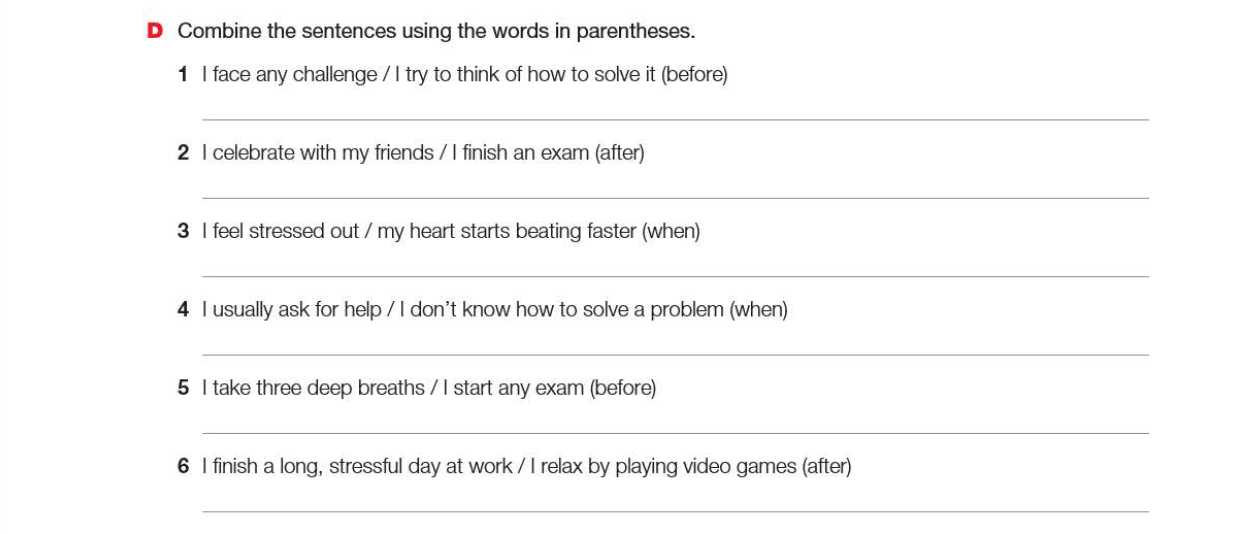 D Combine the sentences using the words in parentheses.
1 I face any challenge / I try to think of how to solve it (before)
2 I celebrate with my friends / I finish an exam (after)
3 I feel stressed out / my heart starts beating faster (when)
4 I usually ask for help / I don’t know how to solve a problem (when)
5 I take three deep breaths / I start any exam (before)
6 I finish a long, stressful day at work / I relax by playing video games (after)